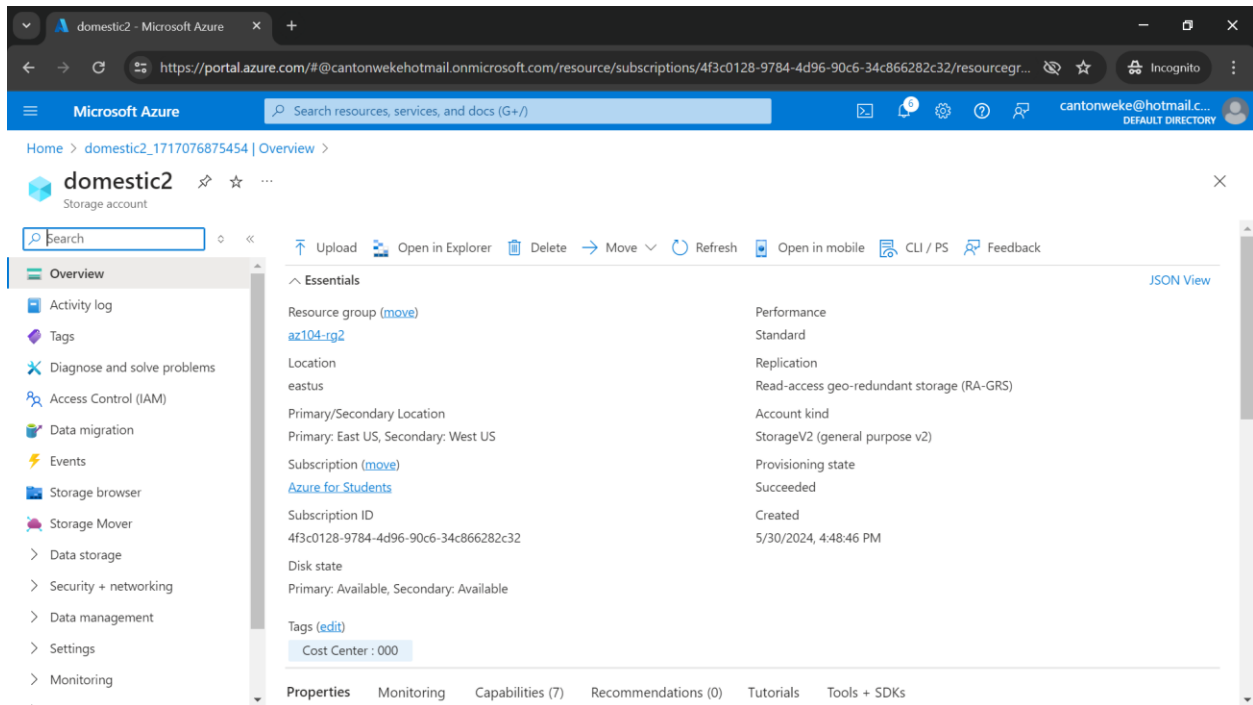 domestic2 - Microsoft Azure
https://portal.azure.com/#@cantonwekehotmail.onmicrosoft.com/resource/subscriptions/4f3c0128-9784-4d96-90c6-34c866282c32/resourcegr...
Incognito
Microsoft Azure
Search resources, services, and docs (G+/)
6
cantonweke@hotmail.c...
DEFAULT DIRECTORY
Home > domestic2_1717076875454 | Overview >
domestic2
...
Storage account
Search
Overview
Activity log
Tags
Diagnose and solve problems
Access Control (IAM)
Data migration
Events
Storage browser
Storage Mover
Data storage
Security + networking
Data management
Settings
Monitoring
Upload
Open in Explorer
Delete
Move
Refresh
Open in mobile
CLI / PS
Feedback
Essentials
JSON View
Resource group (move)
az104-rg2
Location
eastus
Primary/Secondary Location
Primary: East US, Secondary: West US
Subscription (move)
Azure for Students
Subscription ID
4f3c0128-9784-4d96-90c6-34c866282c32
Disk state
Primary: Available, Secondary: Available
Performance
Standard
Replication
Read-access geo-redundant storage (RA-GRS)
Account kind
StorageV2 (general purpose v2)
Provisioning state
Succeeded
Created
5/30/2024, 4:48:46 PM
Tags (edit)
Cost Center : 000
Properties
Monitoring
Capabilities (7)
Recommendations (0)
Tutorials
Tools + SDKs